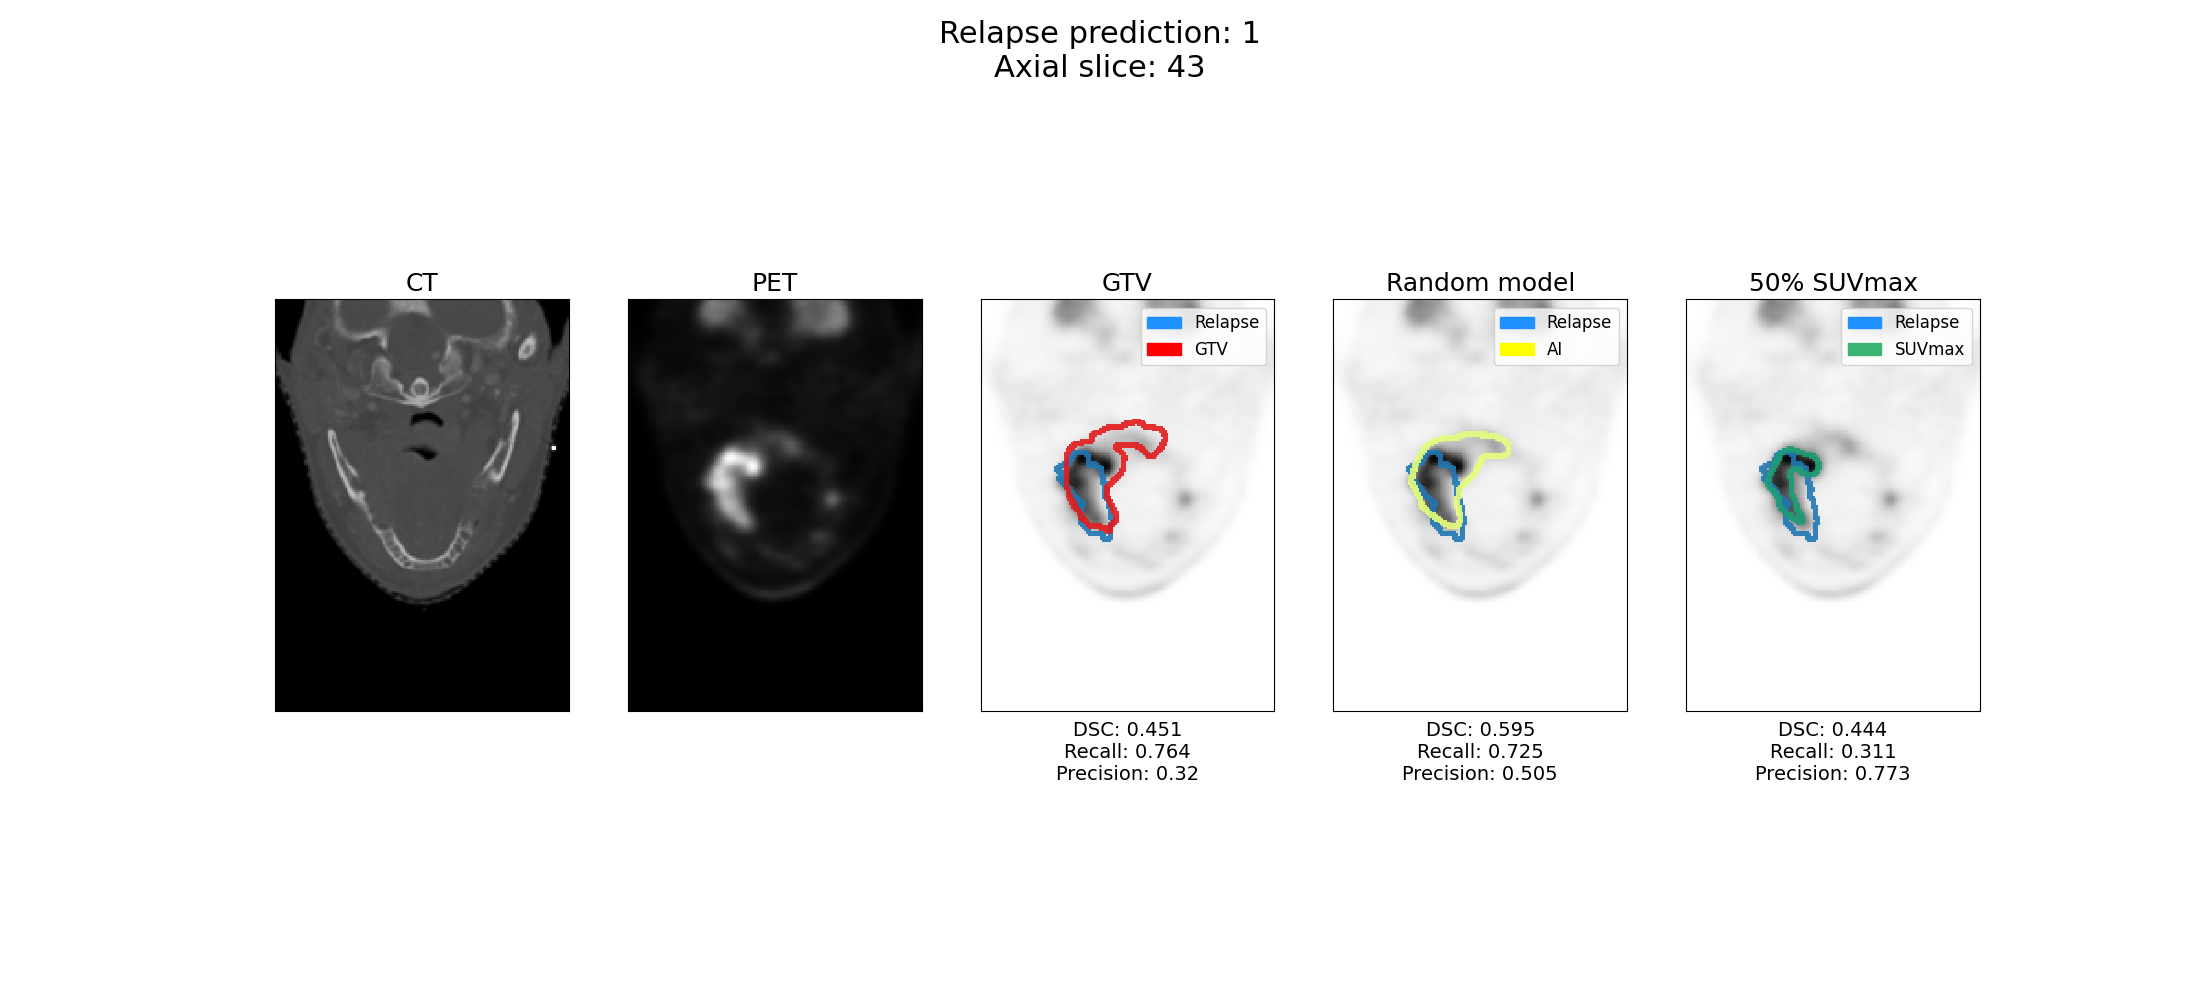 Relapse prediction: 1
Axial slice: 43
CT
PET
GTV
Random model
50% SUVmax
Relapse
GTV
Relapse
AI
Relapse
SUVmax
DSC: 0.451
Recall: 0.764
Precision: 0.32
DSC: 0.595
Recall: 0.725
Precision: 0.505
DSC: 0.444
Recall: 0.311
Precision: 0.773